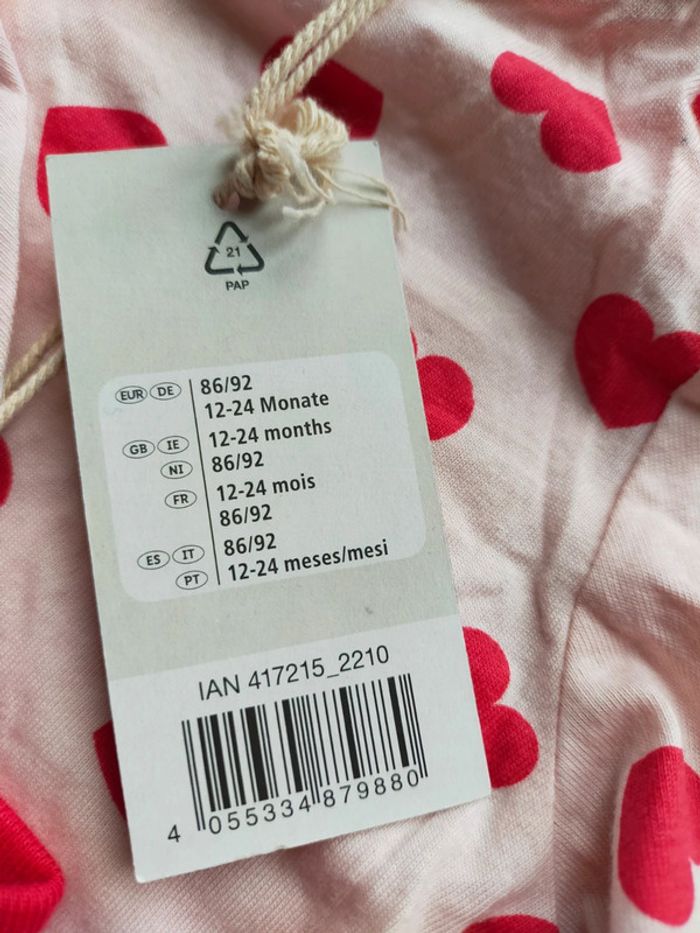 21
PAP
EUR DE 86/92
12-24 Monate
GB IE 12-24 months
NI 86/92
FR 12-24 mois
86/92
ES IT 86/92
PT 12-24 meses/mesi
IAN 417215_2210
4 055334 879880